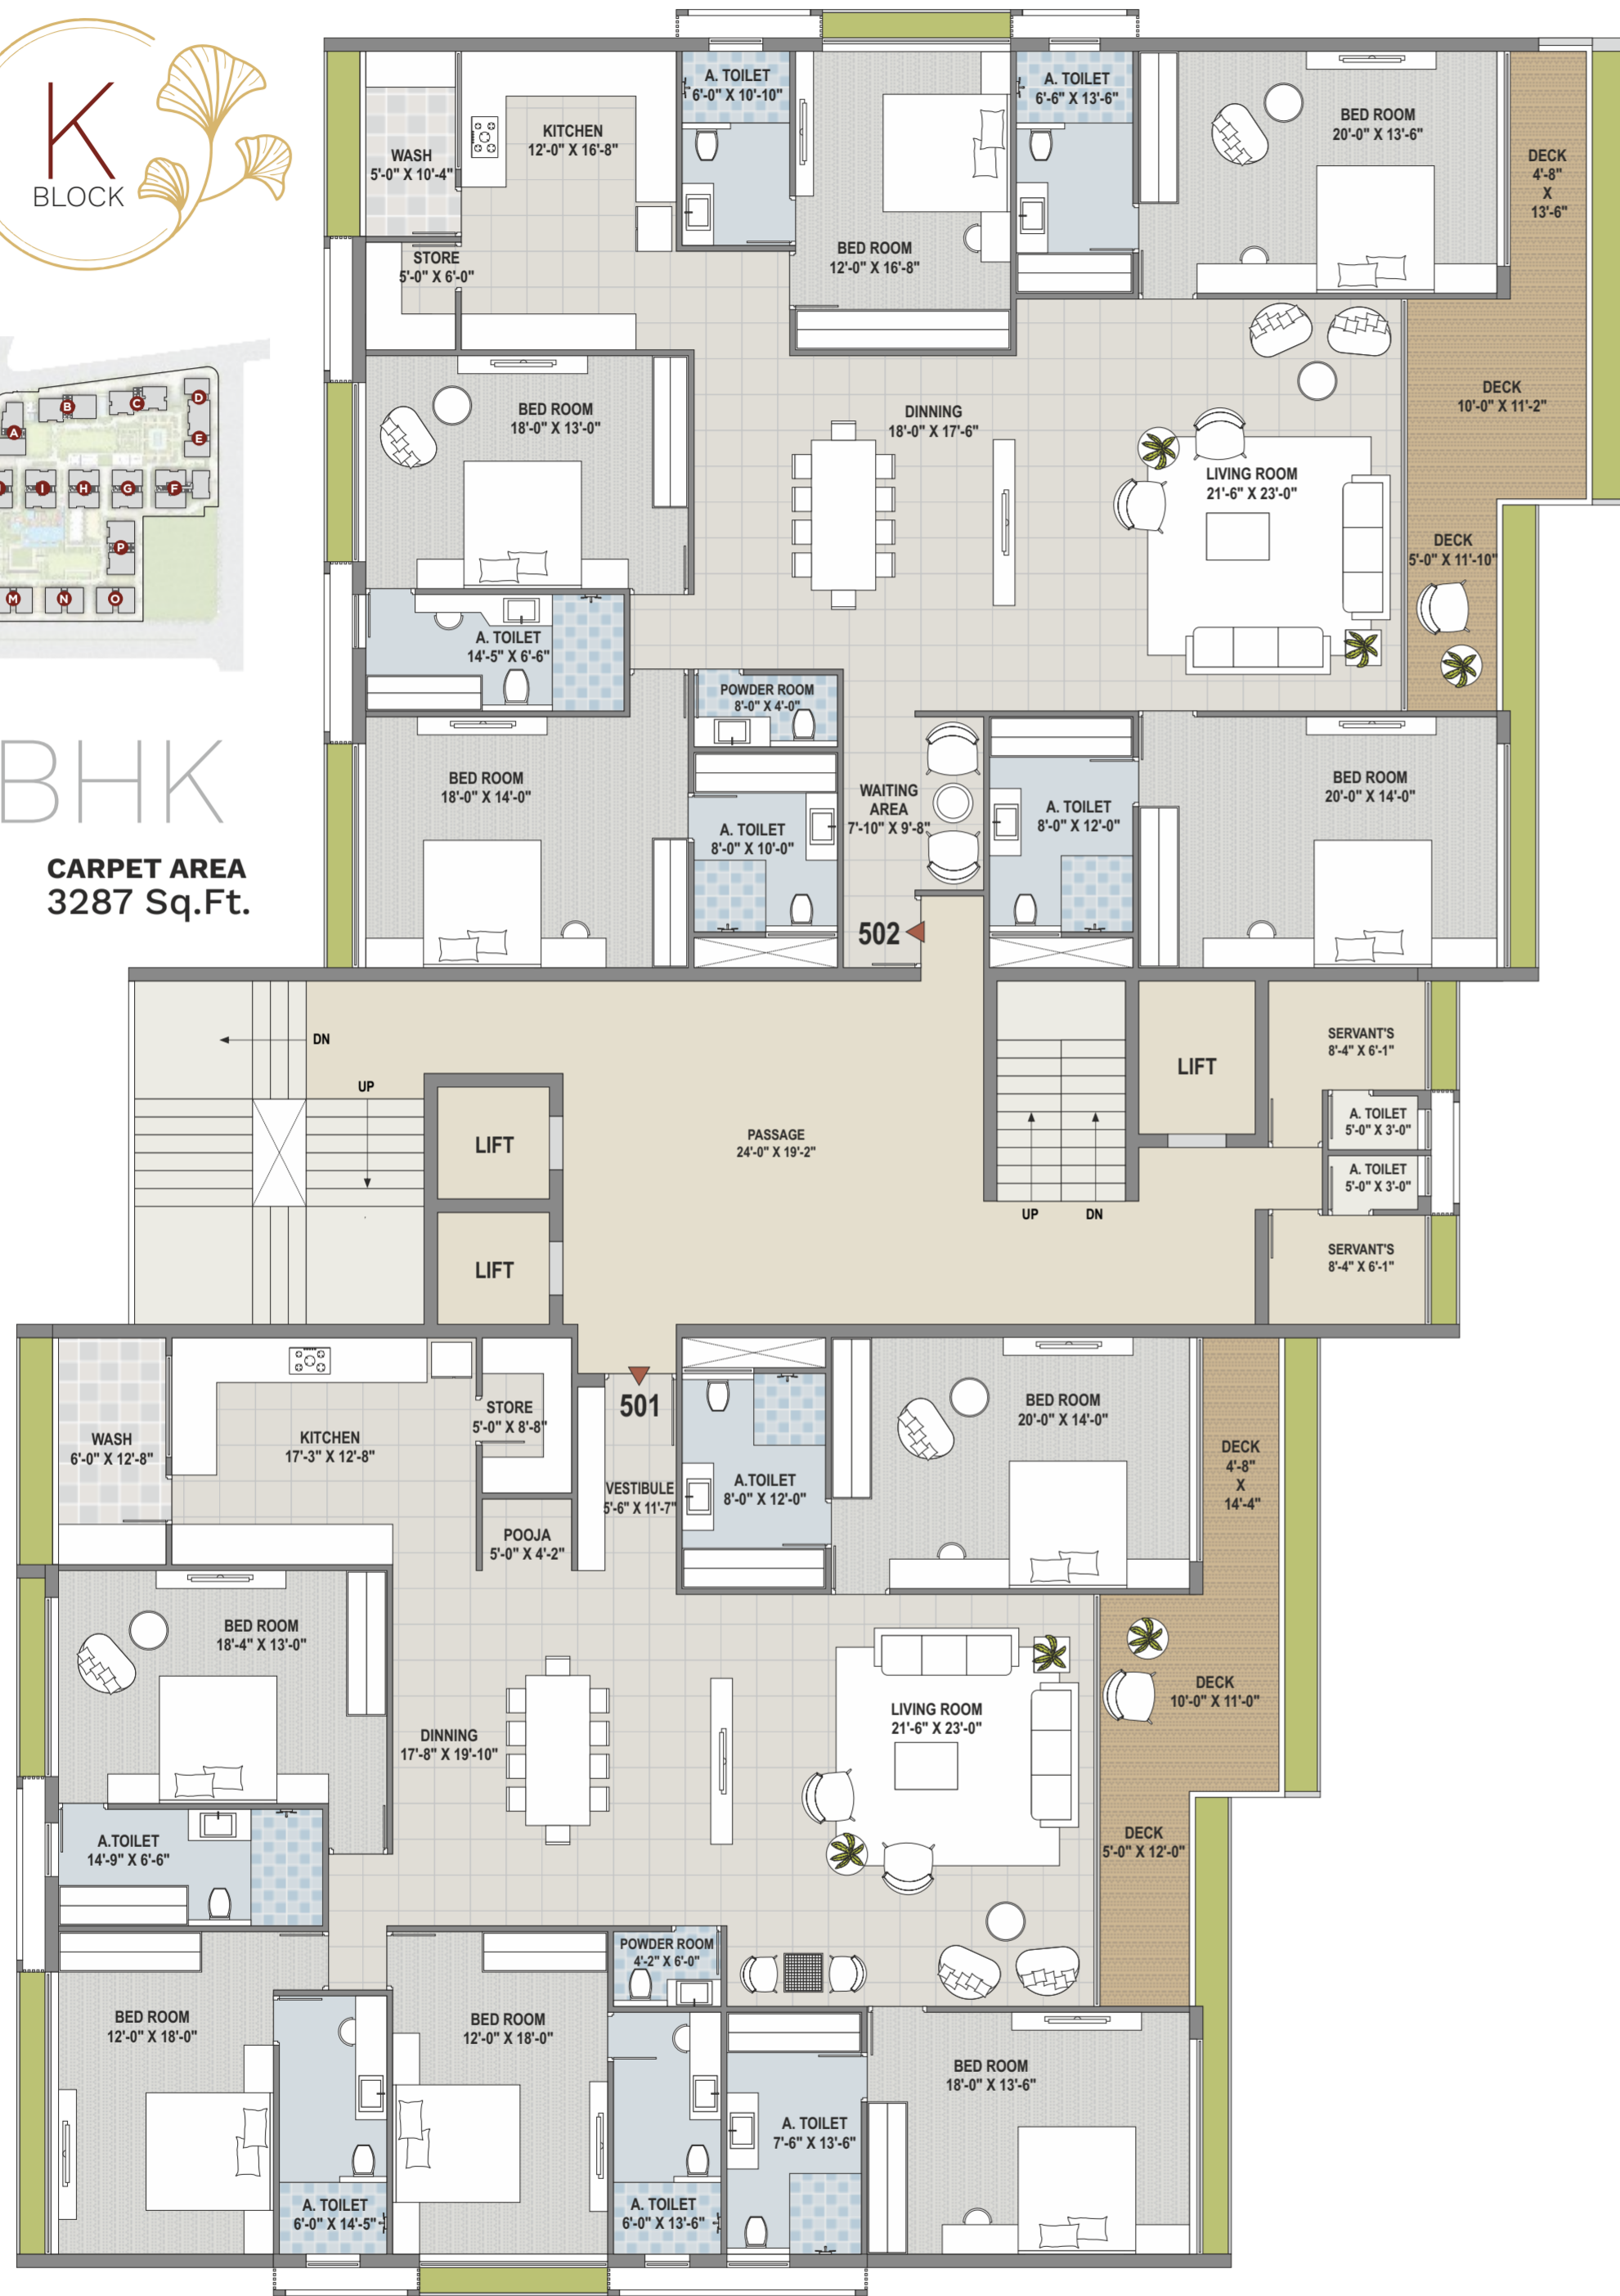 K
BLOCK
A
B
C
D
E
I
H
G
F
P
M
N
O
BHK
CARPET AREA
3287 Sq.Ft.
A. TOILET
6'-0" X 10'-10"
A. TOILET
6'-6" X 13'-6"
KITCHEN
12'-0" X 16'-8"
BED ROOM
20'-0" X 13'-6"
WASH
5'-0" X 10'-4"
DECK
4'-8"
X
13'-6"
STORE
5'-0" X 6'-0"
BED ROOM
12'-0" X 16'-8"
BED ROOM
18'-0" X 13'-0"
DINNING
18'-0" X 17'-6"
DECK
10'-0" X 11'-2"
LIVING ROOM
21'-6" X 23'-0"
DECK
5'-0" X 11'-10"
A. TOILET
14'-5" X 6'-6"
POWDER ROOM
8'-0" X 4'-0"
BED ROOM
18'-0" X 14'-0"
WAITING
AREA
7'-10" X 9'-8"
A. TOILET
8'-0" X 10'-0"
A. TOILET
8'-0" X 12'-0"
BED ROOM
20'-0" X 14'-0"
502
DN
UP
LIFT
LIFT
PASSAGE
24'-0" X 19'-2"
UP
DN
LIFT
SERVANT'S
8'-4" X 6'-1"
A. TOILET
5'-0" X 3'-0"
A. TOILET
5'-0" X 3'-0"
SERVANT'S
8'-4" X 6'-1"
501
WASH
6'-0" X 12'-8"
KITCHEN
17'-3" X 12'-8"
STORE
5'-0" X 8'-8"
VESTIBULE
5'-6" X 11'-7"
POOJA
5'-0" X 4'-2"
A.TOILET
8'-0" X 12'-0"
BED ROOM
20'-0" X 14'-0"
DECK
4'-8"
X
14'-4"
BED ROOM
18'-4" X 13'-0"
DINNING
17'-8" X 19'-10"
LIVING ROOM
21'-6" X 23'-0"
DECK
10'-0" X 11'-0"
DECK
5'-0" X 12'-0"
A.TOILET
14'-9" X 6'-6"
POWDER ROOM
4'-2" X 6'-0"
BED ROOM
12'-0" X 18'-0"
BED ROOM
12'-0" X 18'-0"
BED ROOM
18'-0" X 13'-6"
A. TOILET
7'-6" X 13'-6"
A. TOILET
6'-0" X 14'-5"
A. TOILET
6'-0" X 13'-6"